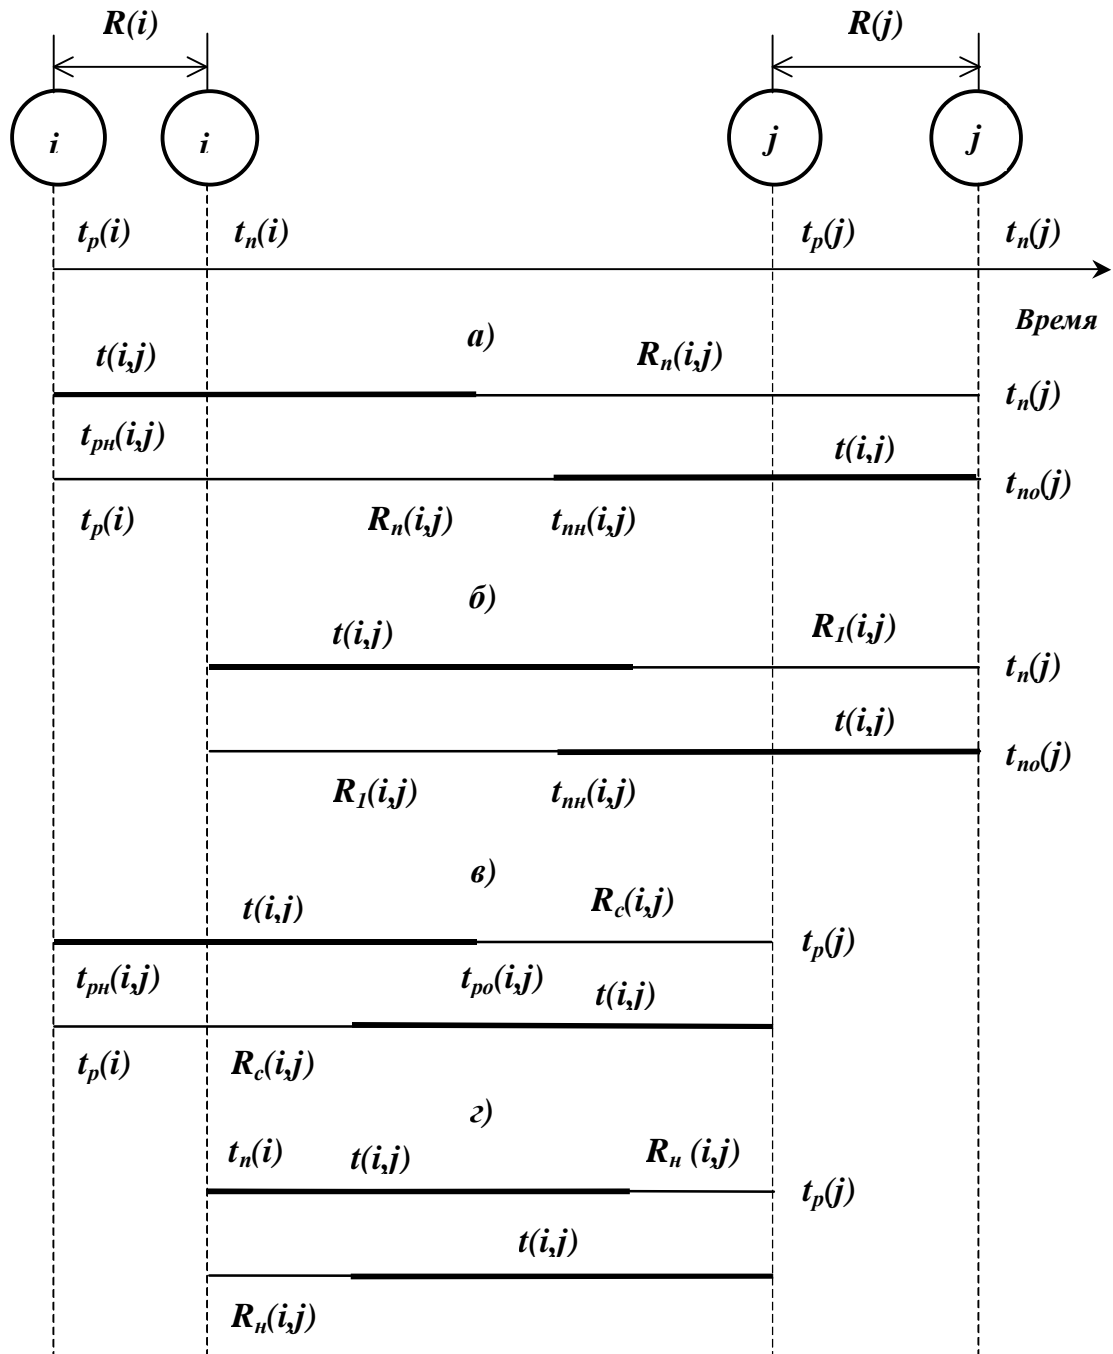 R(i) R(j)
i i j j
tр(i) tп(i) tр(j) tп(j)
Время
а)
t(i,j) Rп(i,j)
tп(j)
tрн(i,j) t(i,j)
tпо(j)
tр(i) Rп(i,j) tпн(i,j)
б)
t(i,j) R1(i,j)
tп(j)
t(i,j)
tпо(j)
R1(i,j) tпн(i,j)
в)
t(i,j) Rс(i,j)
tр(j)
tрн(i,j) tро(i,j) t(i,j)
tр(i) Rс(i,j)
г)
tп(i) t(i,j) Rн (i,j)
tр(j)
t(i,j)
Rн(i,j)